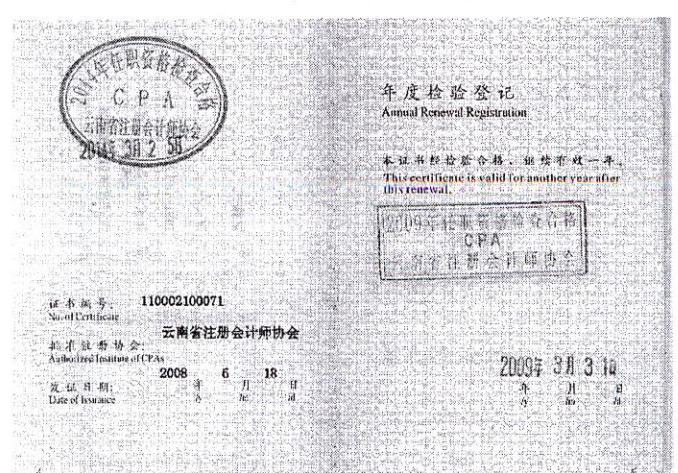 2014年任职资格检查合格
CPA
云南省注册会计师协会
2014年3月25日
证书编号: 110002100071
No. of Certificate
云南省注册会计师协会
批准注册协会:
Authorized Institute of CPAs
2008 6 18
发证日期: 年 月 日
Date of Issuance /y /m /d
年度检验登记
Annual Renewal Registration
本证书经检验合格，继续有效一年。
This certificate is valid for another year after
this renewal.
2009年任职资格检查合格
CPA
云南省注册会计师协会
2009年 3月 3 1日
年 月 日
/y /m /d